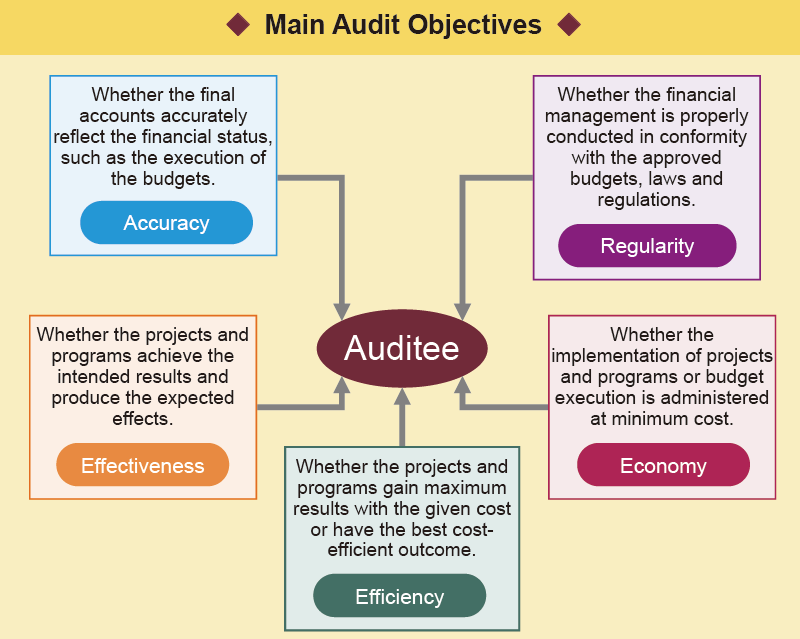 Main Audit Objectives
Whether the final
accounts accurately
reflect the financial status,
such as the execution of
the budgets.
Accuracy
Whether the financial
management is properly
conducted in conformity
with the approved
budgets, laws and
regulations.
Regularity
Auditee
Whether the projects and
programs achieve the
intended results and
produce the expected
effects.
Effectiveness
Whether the
implementation of projects
and programs or budget
execution is administered
at minimum cost.
Economy
Whether the projects and
programs gain maximum
results with the given cost
or have the best cost-
efficient outcome.
Efficiency